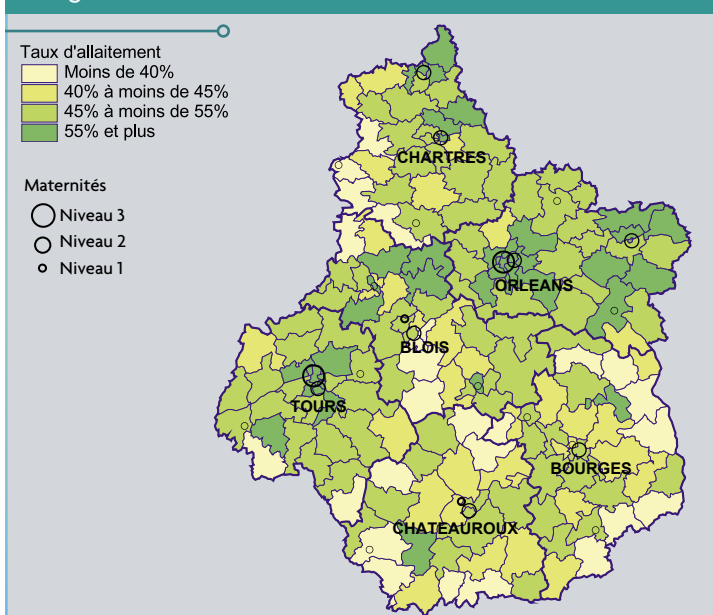 Taux d'allaitement
Moins de 40%
40% à moins de 45%
45% à moins de 55%
55% et plus
Maternités
Niveau 3
Niveau 2
Niveau 1
CHARTRES
ORLEANS
BLOIS
TOURS
BOURGES
CHATEAUROUX